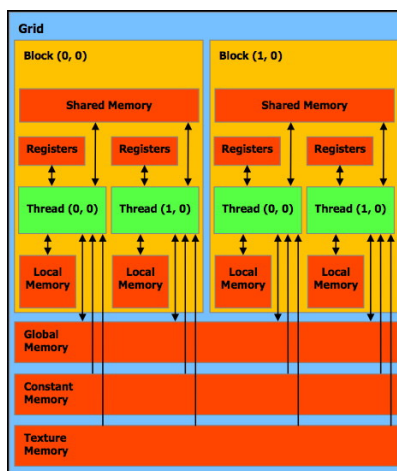 Grid
Block (0, 0)
Block (1, 0)
Shared Memory
Shared Memory
Registers
Registers
Registers
Registers
Thread (0, 0)
Thread (1, 0)
Thread (0, 0)
Thread (1, 0)
Local
Memory
Local
Memory
Local
Memory
Local
Memory
Global
Memory
Constant
Memory
Texture
Memory